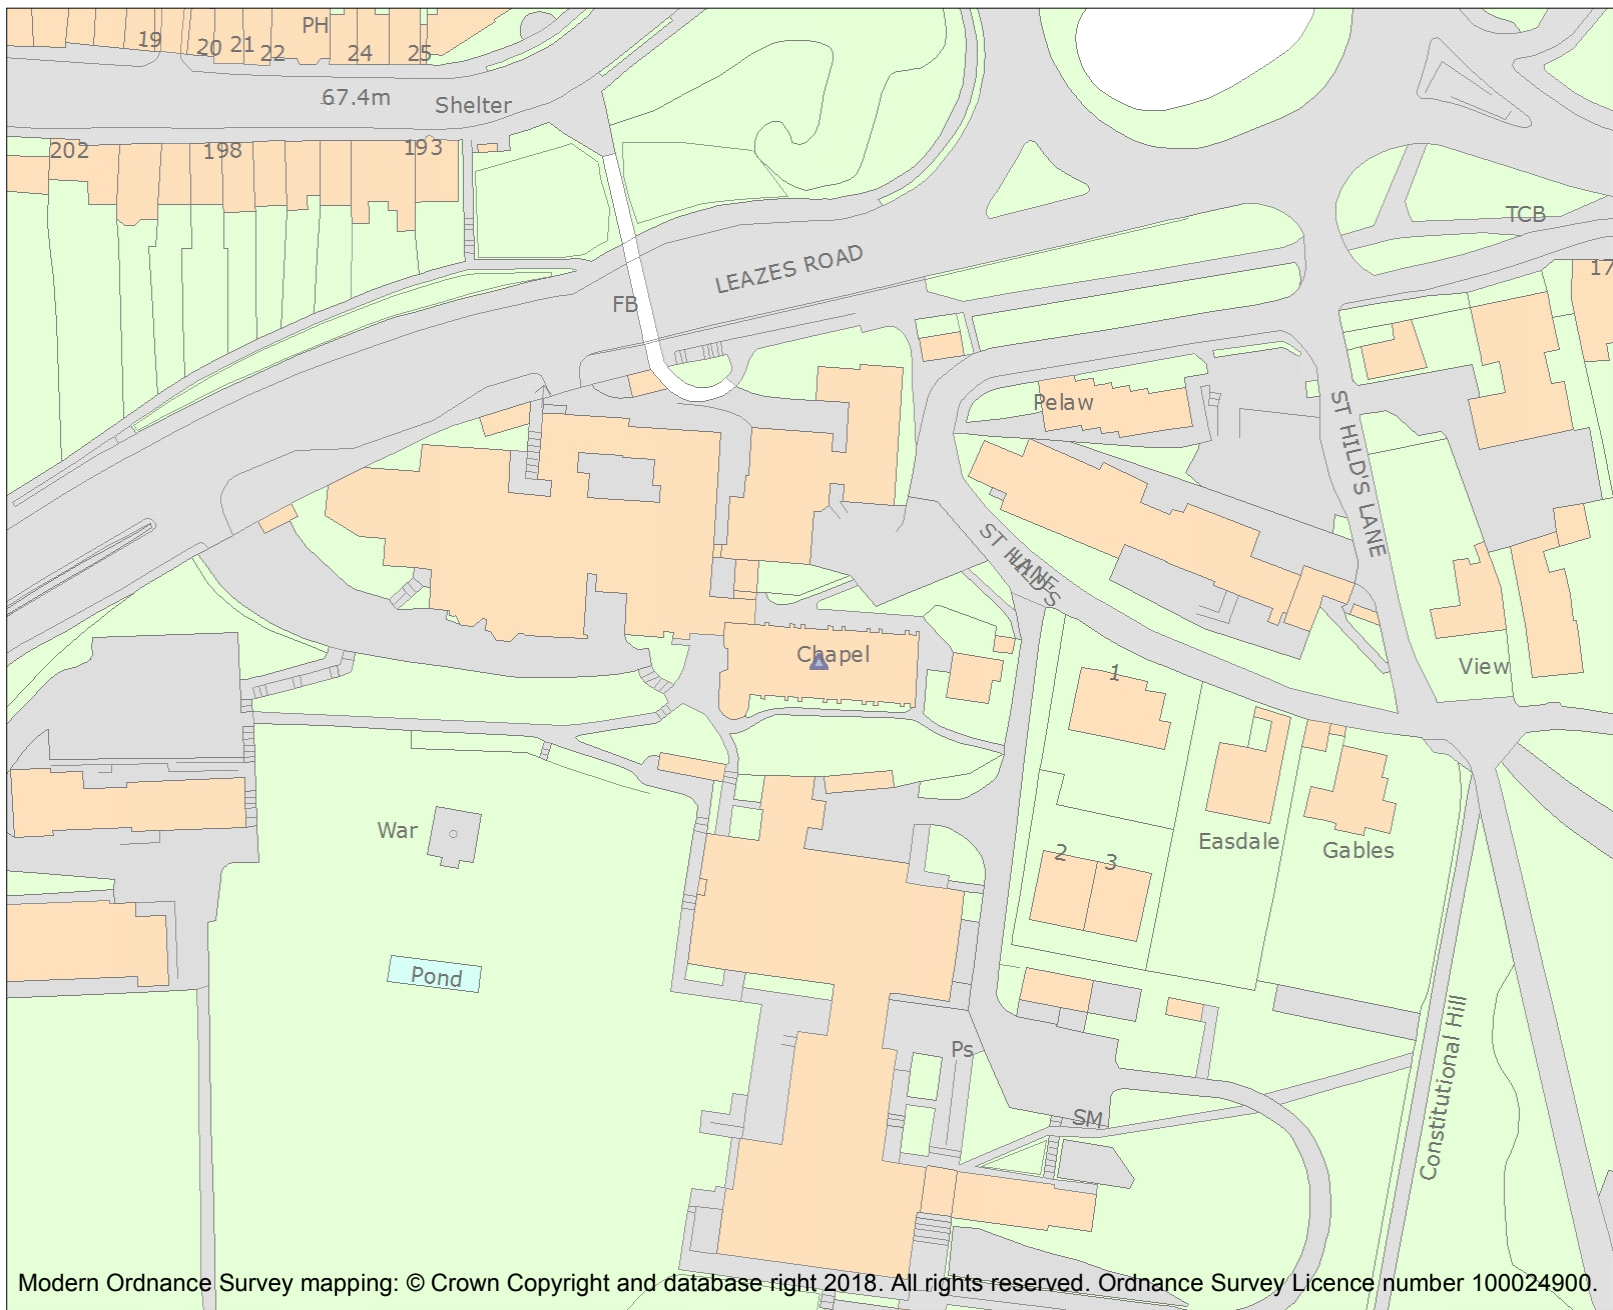 PH
19
20
21
22
24
25
67.4m
Shelter
202
198
193
TCB
17
LEAZES ROAD
FB
Pelaw
ST HILD'S LANE
ST HILD'S
LANE
Chapel
View
1
War
2
3
Easdale
Gables
Pond
Ps
SM
Constitutional Hill
Modern Ordnance Survey mapping: © Crown Copyright and database right 2018. All rights reserved. Ordnance Survey Licence number 100024900.